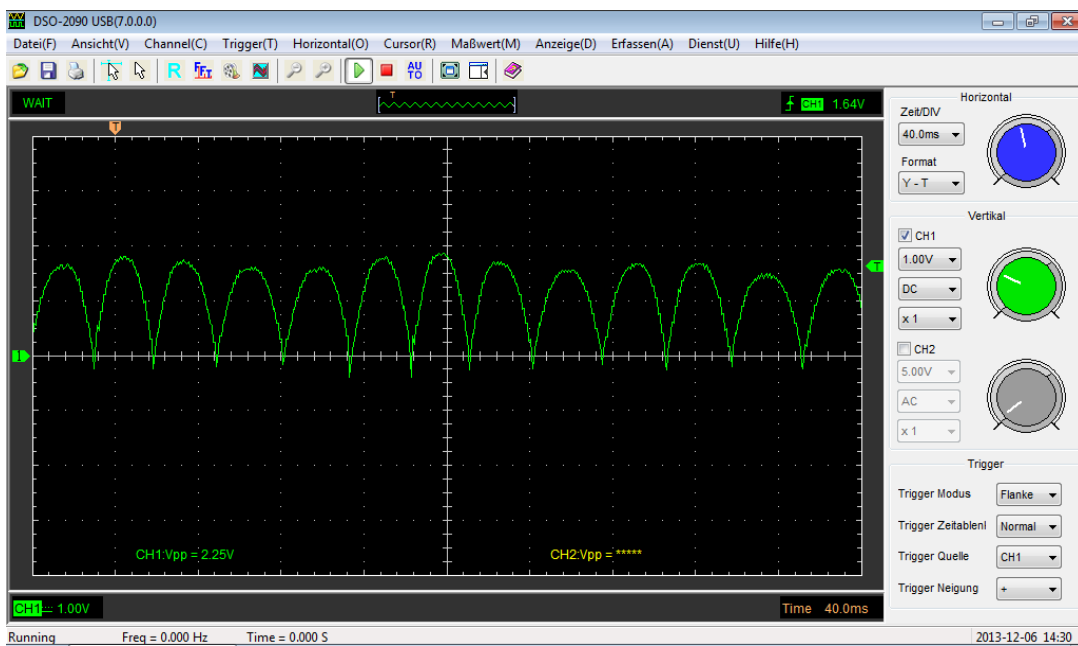 DSO-2090 USB(7.0.0.0)
Datei(F) Ansicht(V) Channel(C) Trigger(T) Horizontal(O) Cursor(R) Maßwert(M) Anzeige(D) Erfassen(A) Dienst(U) Hilfe(H)
R FFT AUTO
WAIT
T
CH1 1.64V
T
T
1
CH1:Vpp = 2.25V
CH2:Vpp = *****
CH1 1.00V
Time 40.0ms
Horizontal
Zeit/DIV
40.0ms
Format
Y - T
Vertikal
CH1
1.00V
DC
x 1
CH2
5.00V
AC
x 1
Trigger
Trigger Modus Flanke
Trigger Zeitablenl Normal
Trigger Quelle CH1
Trigger Neigung +
Running Freq = 0.000 Hz Time = 0.000 S 2013-12-06 14:30